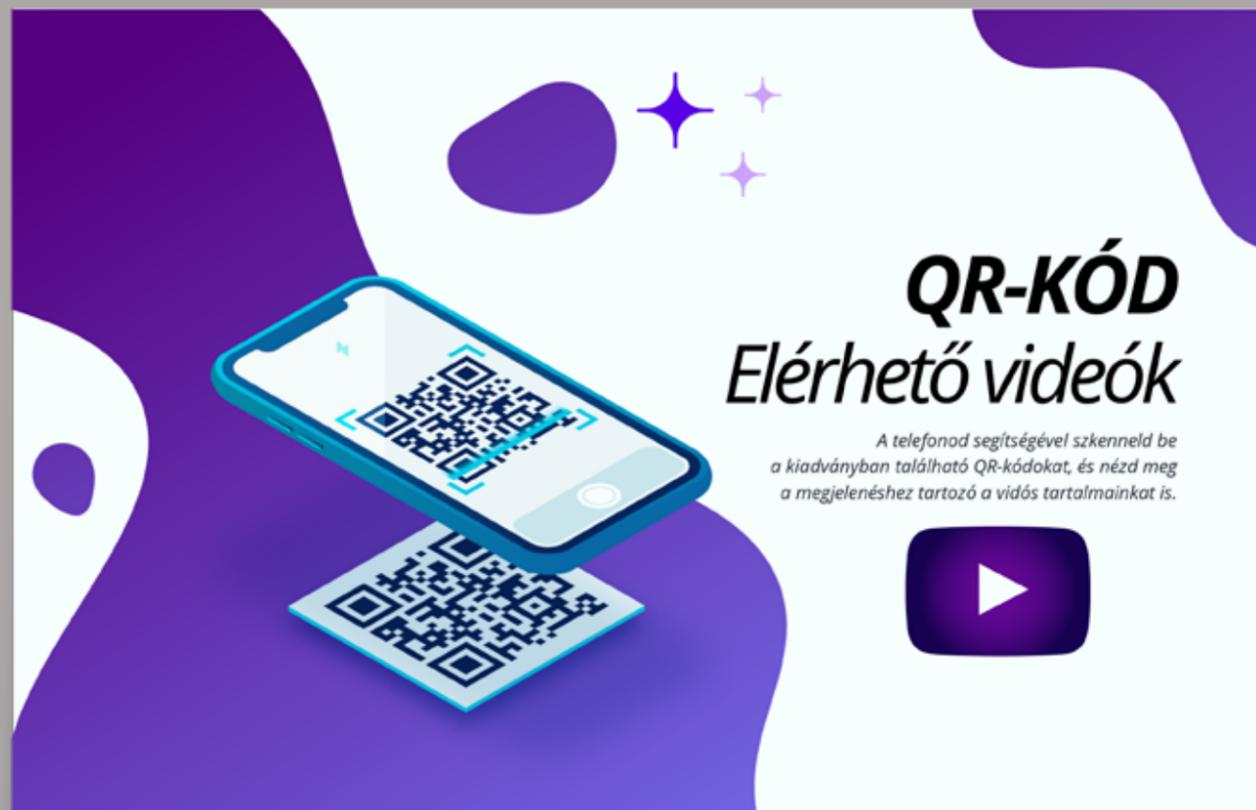 QR-KÓD
Elérhető videók
A telefonod segítségével szkenneld be
a kiadványban található QR-kódokat, és nézd meg
a megjelenéshez tartozó a vidós tartalmainkat is.